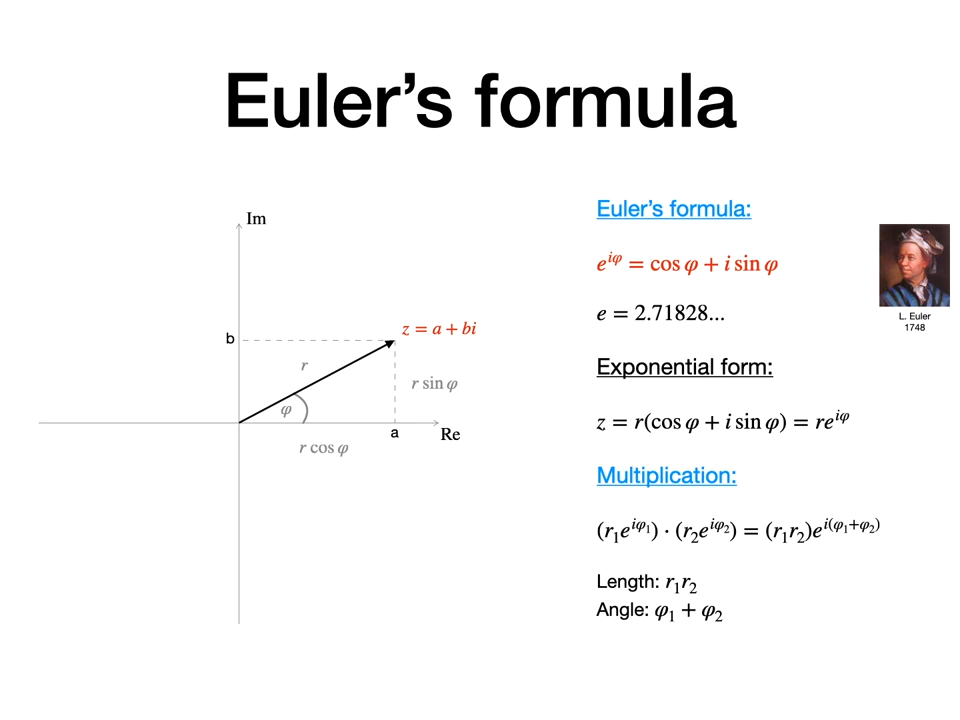 Euler’s formula
Im
b
z = a + bi
r
r sin φ
φ
a
Re
r cos φ
Euler’s formula:
e^{iφ} = cos φ + i sin φ
e = 2.71828...
Exponential form:
z = r(cos φ + i sin φ) = re^{iφ}
Multiplication:
(r₁e^{iφ₁}) · (r₂e^{iφ₂}) = (r₁r₂)e^{i(φ₁+φ₂)}
Length: r₁r₂
Angle: φ₁ + φ₂
L. Euler
1748